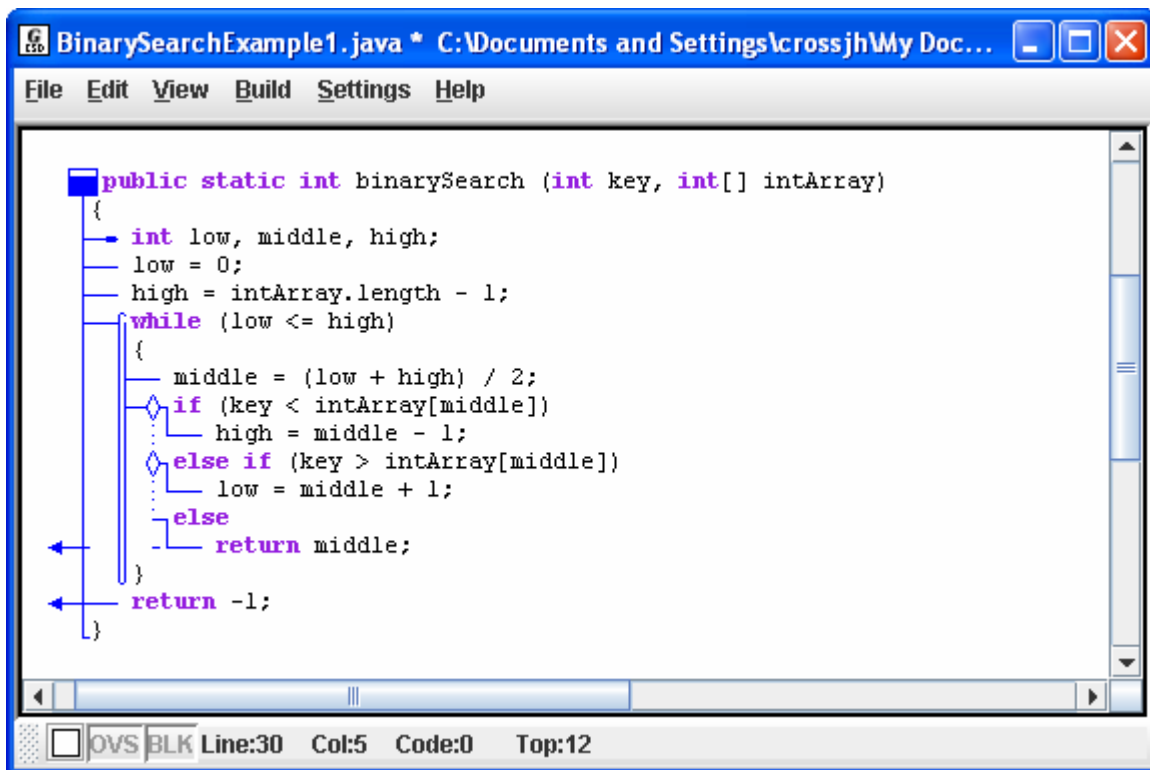 BinarySearchExample1.java * C:\Documents and Settings\crossjh\My Doc...
File Edit View Build Settings Help
public static int binarySearch (int key, int[] intArray)
{
int low, middle, high;
low = 0;
high = intArray.length - 1;
while (low <= high)
{
middle = (low + high) / 2;
if (key < intArray[middle])
high = middle - 1;
else if (key > intArray[middle])
low = middle + 1;
else
return middle;
}
return -1;
}
OVS BLK Line:30 Col:5 Code:0 Top:12